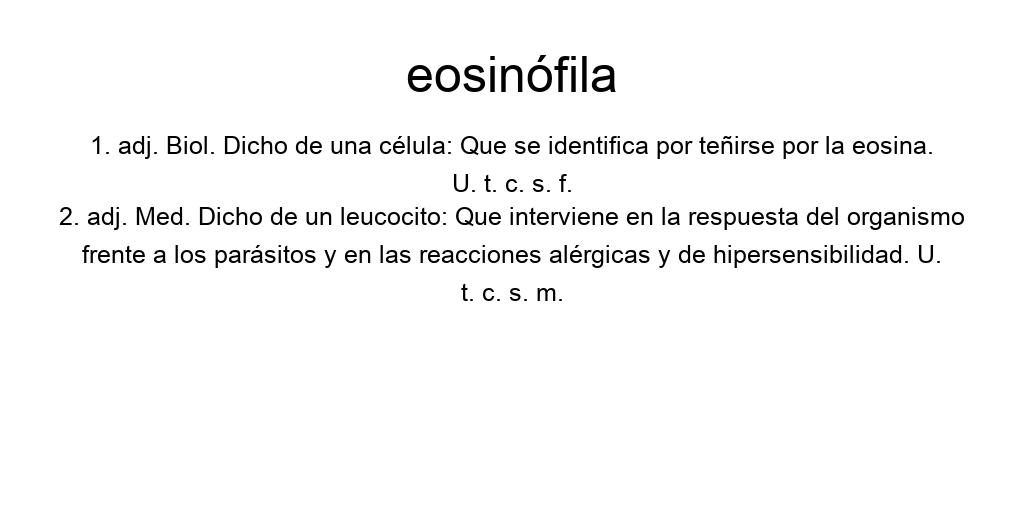 eosinófila
1. adj. Biol. Dicho de una célula: Que se identifica por teñirse por la eosina.
U. t. c. s. f.
2. adj. Med. Dicho de un leucocito: Que interviene en la respuesta del organismo
frente a los parásitos y en las reacciones alérgicas y de hipersensibilidad. U.
t. c. s. m.